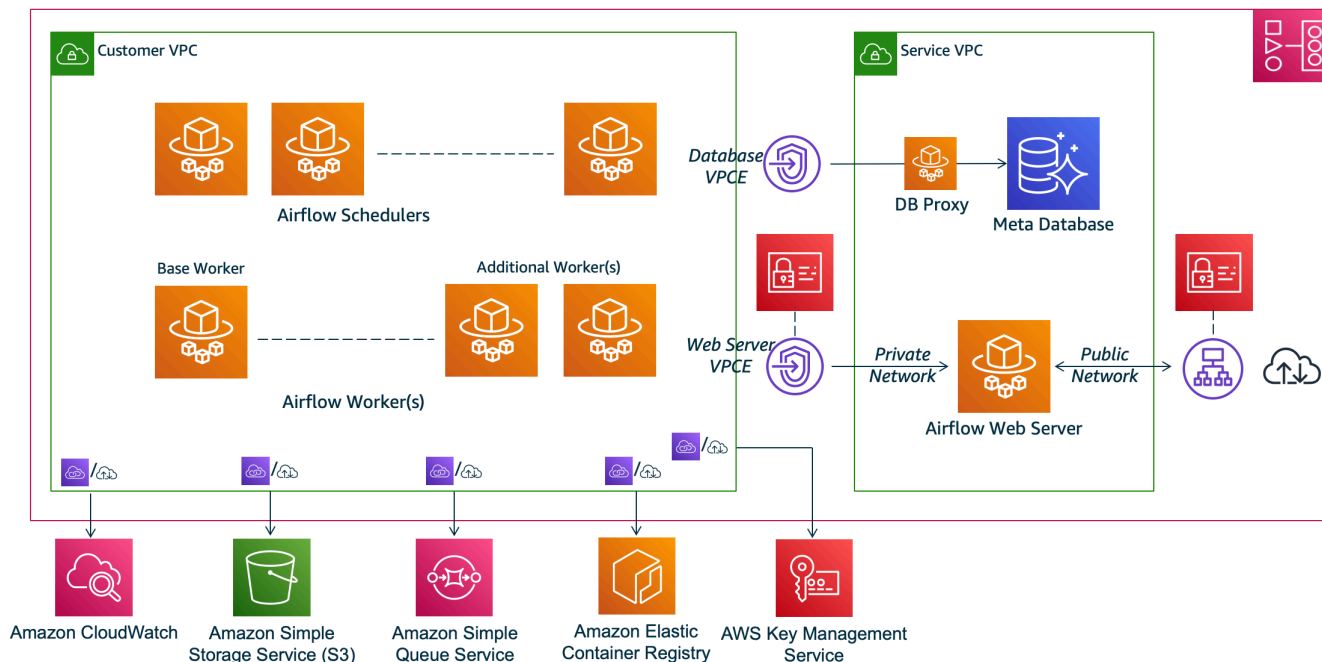 Customer VPC
Service VPC
Database
VPCE
DB Proxy
Meta Database
Airflow Schedulers
Base Worker
Additional Worker(s)
Web Server
VPCE
Private
Network
Public
Network
Airflow Worker(s)
Airflow Web Server
/
/
/
/
/
Amazon CloudWatch
Amazon Simple
Storage Service (S3)
Amazon Simple
Queue Service
Amazon Elastic
Container Registry
AWS Key Management
Service